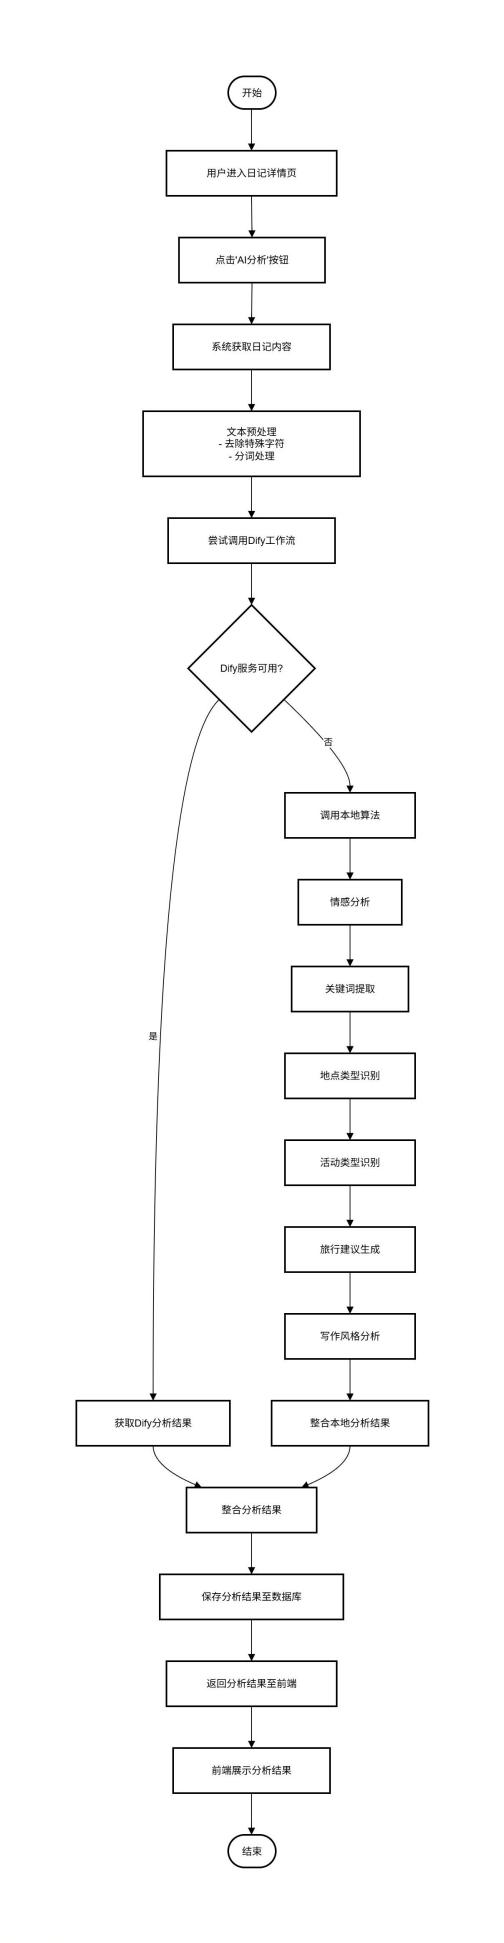 开始
用户进入日记详情页
点击'AI分析'按钮
系统获取日记内容
文本预处理
- 去除特殊字符
- 分词处理
尝试调用Dify工作流
Dify服务可用?
否
调用本地算法
情感分析
关键词提取
是
地点类型识别
活动类型识别
旅行建议生成
写作风格分析
获取Dify分析结果
整合本地分析结果
整合分析结果
保存分析结果至数据库
返回分析结果至前端
前端展示分析结果
结束